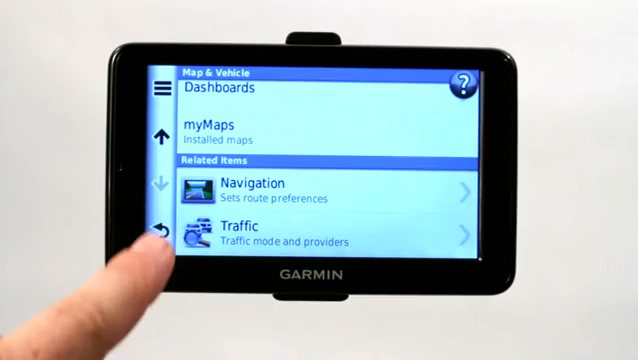 Map & Vehicle
Dashboards
?
myMaps
Installed maps
Related Items
Navigation
Sets route preferences
Traffic
Traffic mode and providers
GARMIN